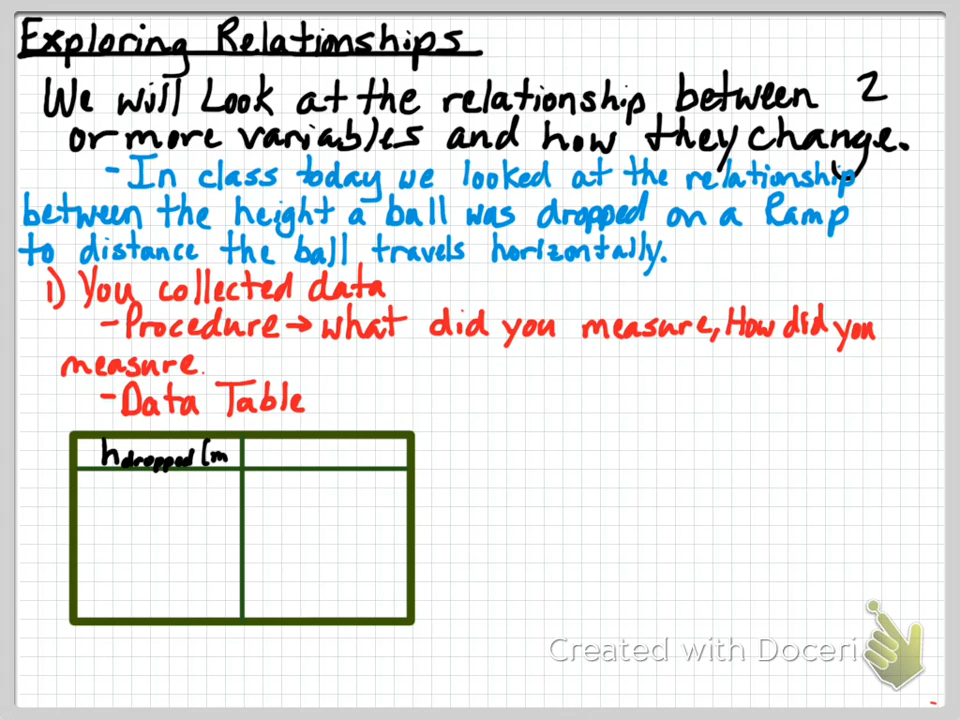 Exploring Relationships
We will Look at the relationship between 2
or more variables and how they change.
- In class today we looked at the relationship
between the height a ball was dropped on a Ramp
to distance the ball travels horizontally.
1) You collected data
- Procedure → what did you measure, How did you
measure.
- Data Table
hdropped (m
Created with Doceri